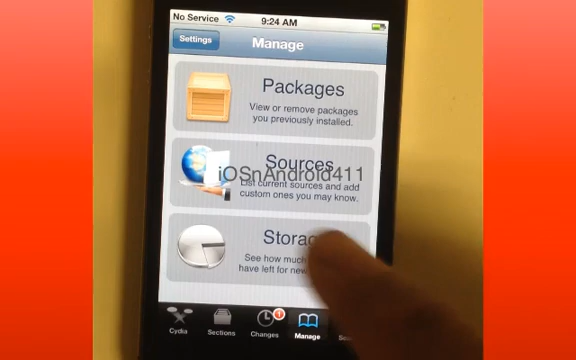 No Service 9:24 AM
Settings Manage
Packages
View or remove packages
you previously installed.
Sources
iOSnAndroid411
List current sources and add
custom ones you may know.
See how much
have left for new
Cydia Sections Changes 1 Manage